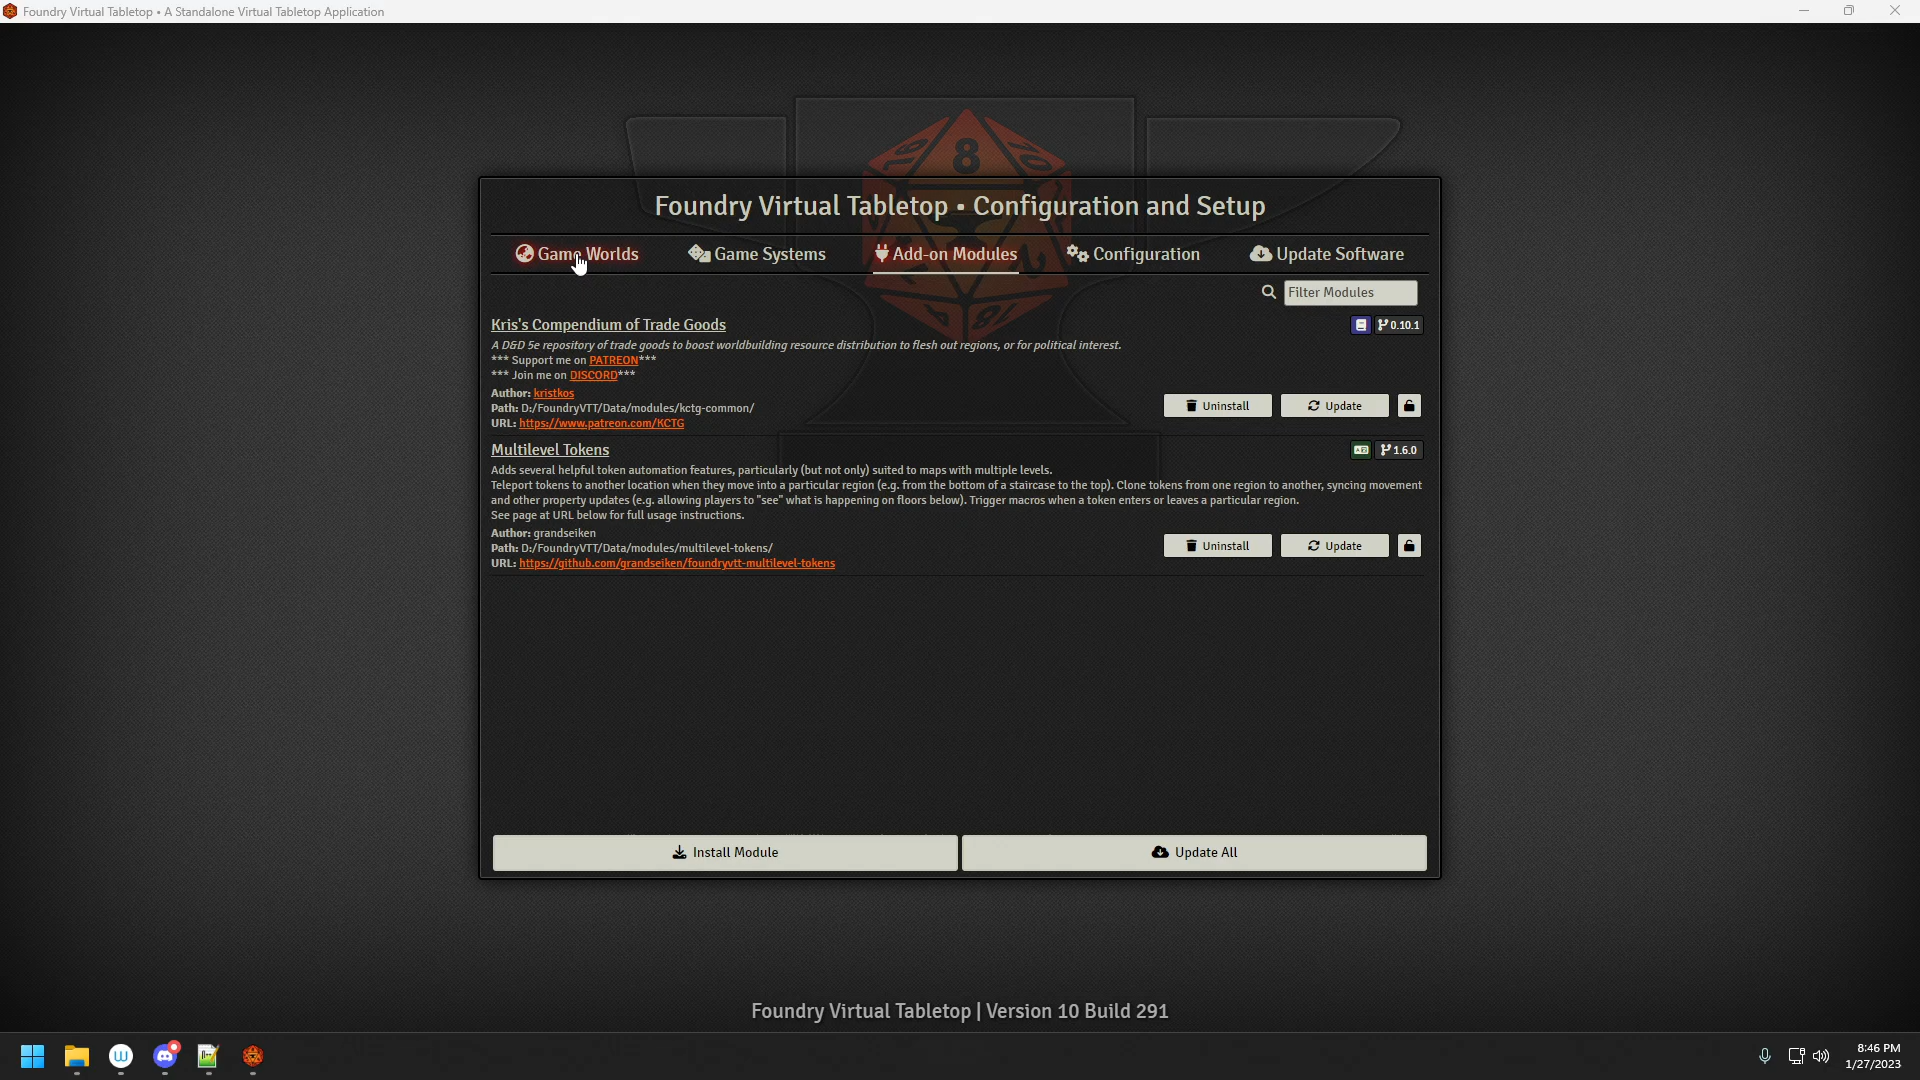 Foundry Virtual Tabletop • A Standalone Virtual Tabletop Application
8
Foundry Virtual Tabletop • Configuration and Setup
Game Worlds Game Systems Add-on Modules Configuration Update Software
Filter Modules
Kris's Compendium of Trade Goods 0.10.1
A D&D 5e repository of trade goods to boost worldbuilding resource distribution to flesh out regions, or for political interest.
*** Support me on PATREON***
*** Join me on DISCORD***
Author: kristkos
Path: D:/FoundryVTT/Data/modules/kctg-common/
Uninstall Update
URL: https://www.patreon.com/KCTG
Multilevel Tokens 1.6.0
Adds several helpful token automation features, particularly (but not only) suited to maps with multiple levels.
Teleport tokens to another location when they move into a particular region (e.g. from the bottom of a staircase to the top). Clone tokens from one region to another, syncing movement
and other property updates (e.g. allowing players to "see" what is happening on floors below). Trigger macros when a token enters or leaves a particular region.
See page at URL below for full usage instructions.
Author: grandseiken
Path: D:/FoundryVTT/Data/modules/multilevel-tokens/
Uninstall Update
URL: https://github.com/grandseiken/foundryvtt-multilevel-tokens
Install Module Update All
Foundry Virtual Tabletop | Version 10 Build 291
8:46 PM
1/27/2023